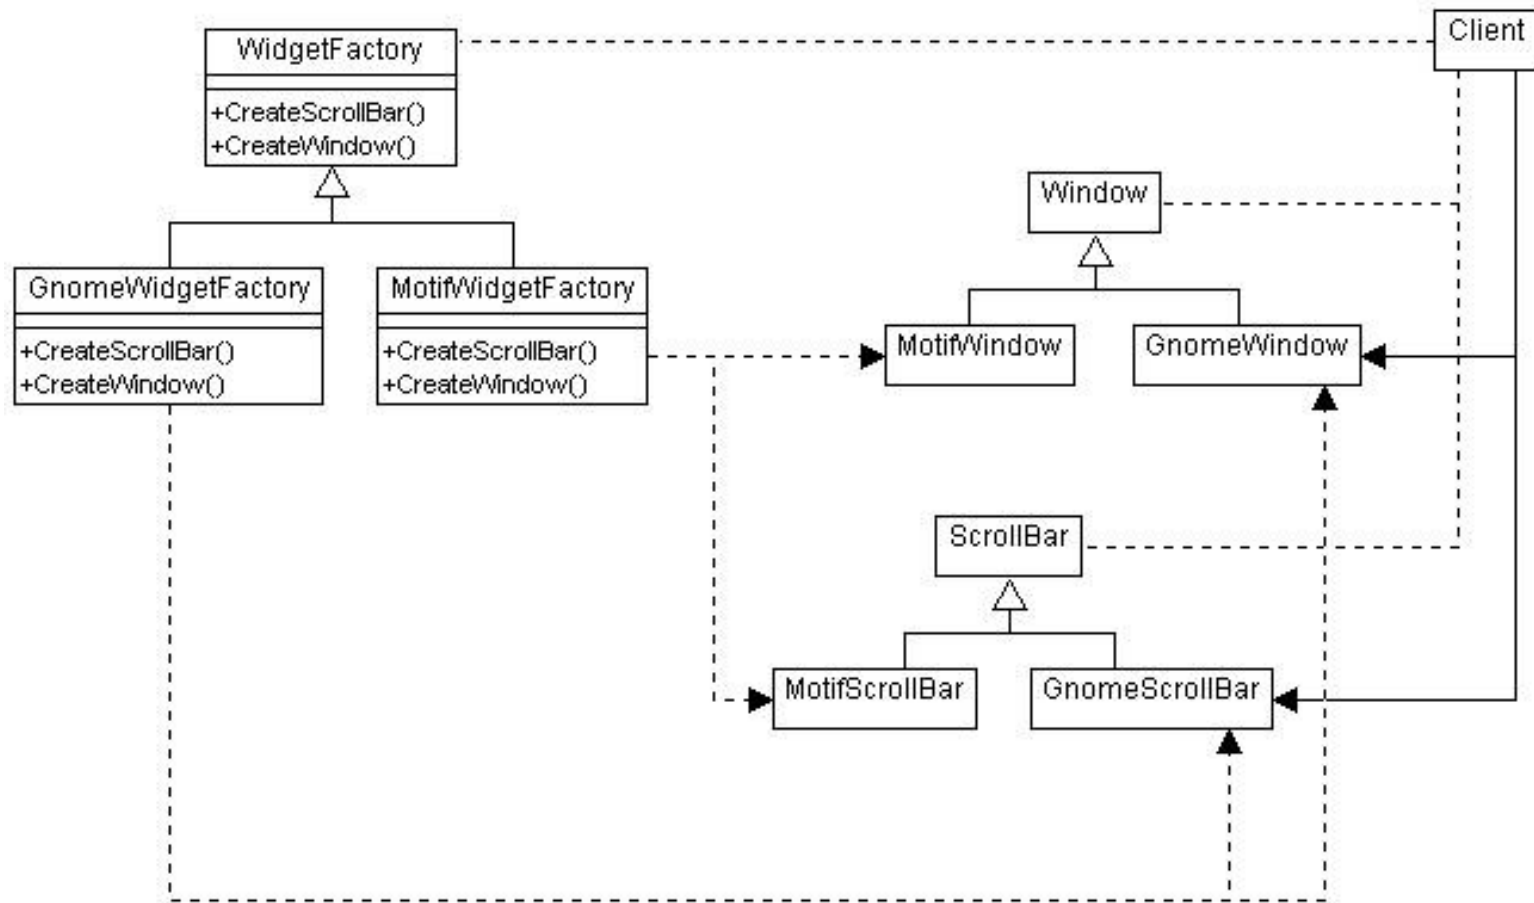 Client
WidgetFactory
+CreateScrollBar()
+CreateWindow()
Window
GnomeWidgetFactory
+CreateScrollBar()
+CreateWindow()
MotifWidgetFactory
+CreateScrollBar()
+CreateWindow()
MotifWindow
GnomeWindow
ScrollBar
MotifScrollBar
GnomeScrollBar